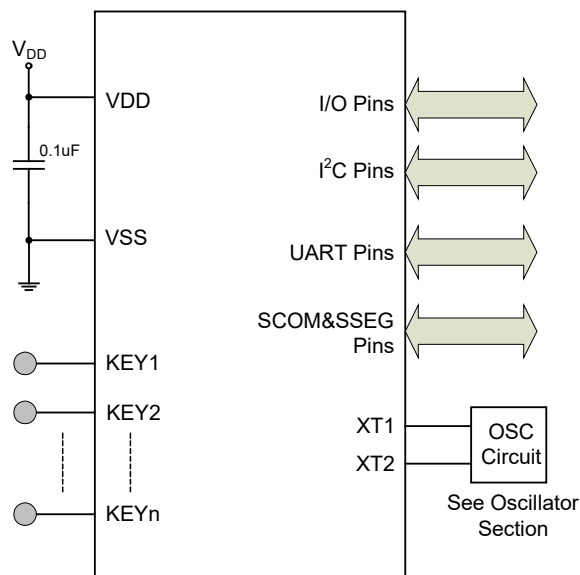 VDD
VDD
I/O Pins
0.1uF
I2C Pins
VSS
UART Pins
SCOM&SSEG
Pins
KEY1
KEY2
XT1
OSC
Circuit
XT2
See Oscillator
Section
KEYn